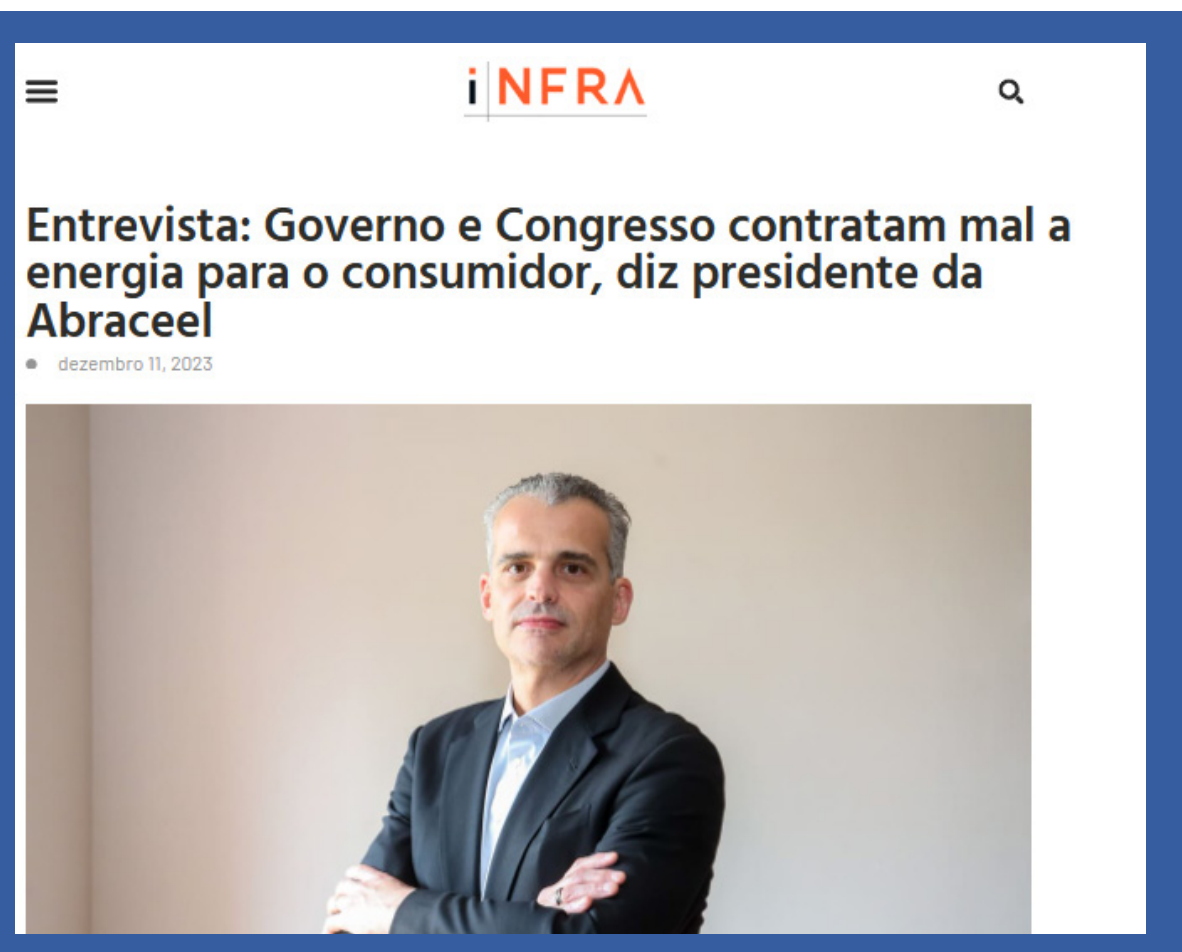 iNFRA
Entrevista: Governo e Congresso contratam mal a
energia para o consumidor, diz presidente da
Abraceel
dezembro 11, 2023